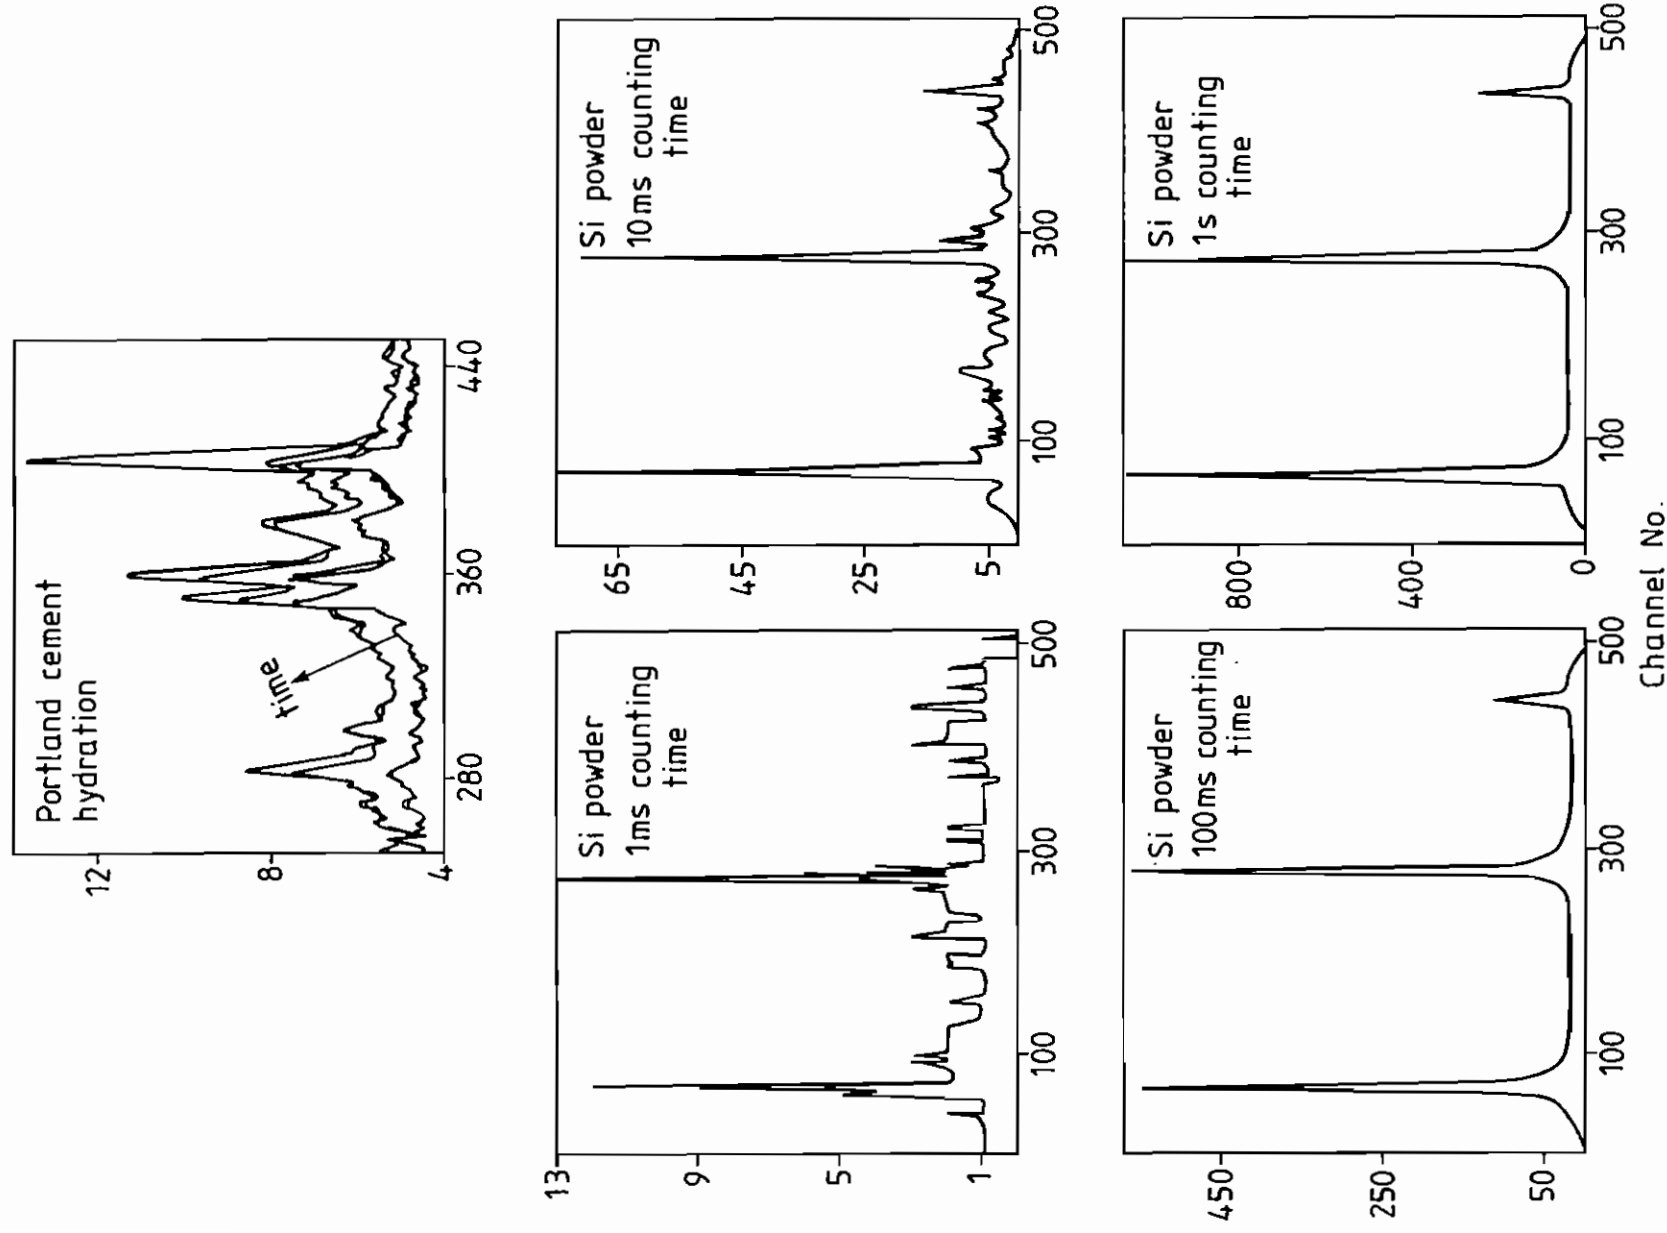 Portland cement
hydration
time
12
8
4
280
360
440
Si powder
1ms counting
time
13
9
5
1
100
300
500
Si powder
10ms counting
time
65
45
25
5
100
300
500
Si powder
100ms counting
time
450
250
50
100
300
500
Si powder
1s counting
time
800
400
0
100
300
500
Channel No.